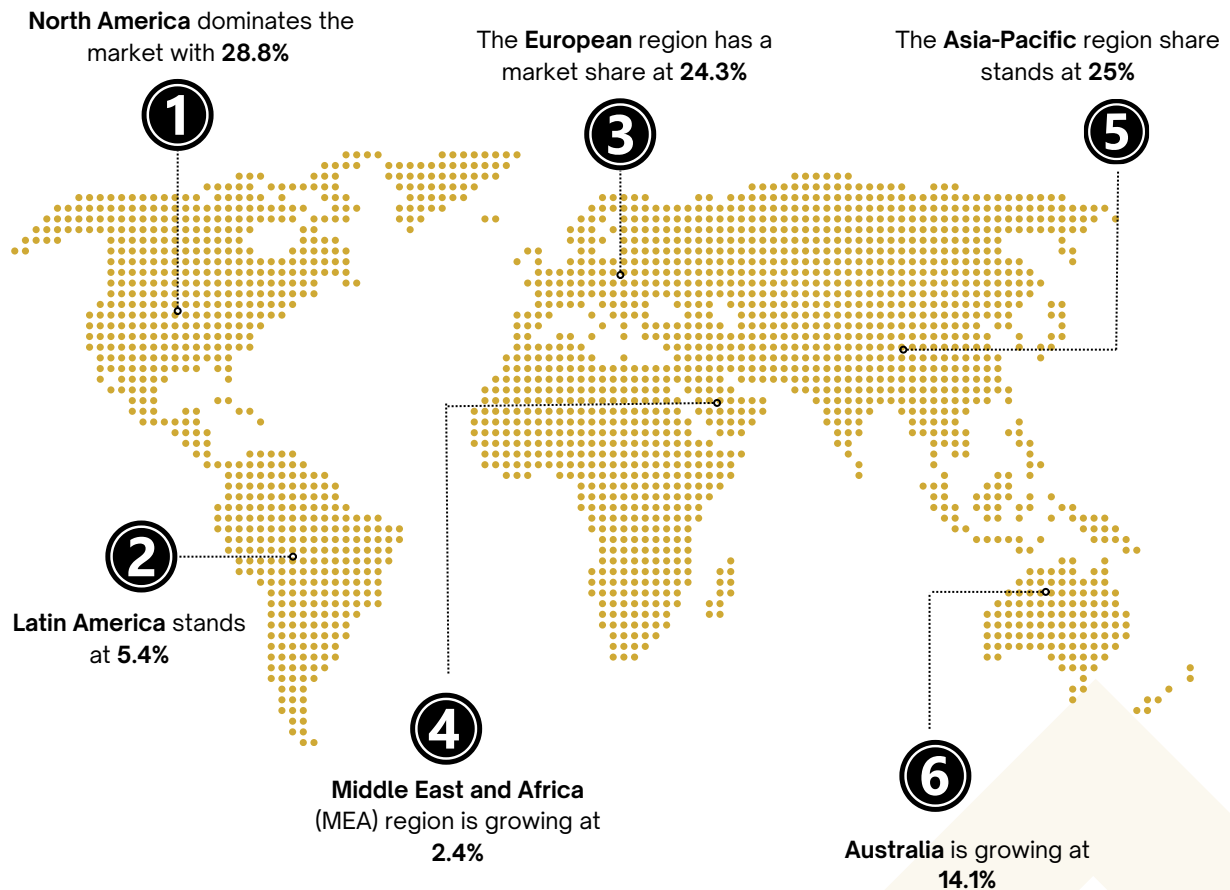 North America dominates the
market with 28.8%
1
The European region has a
market share at 24.3%
3
The Asia-Pacific region share
stands at 25%
5
2
Latin America stands
at 5.4%
4
Middle East and Africa
(MEA) region is growing at
2.4%
6
Australia is growing at
14.1%